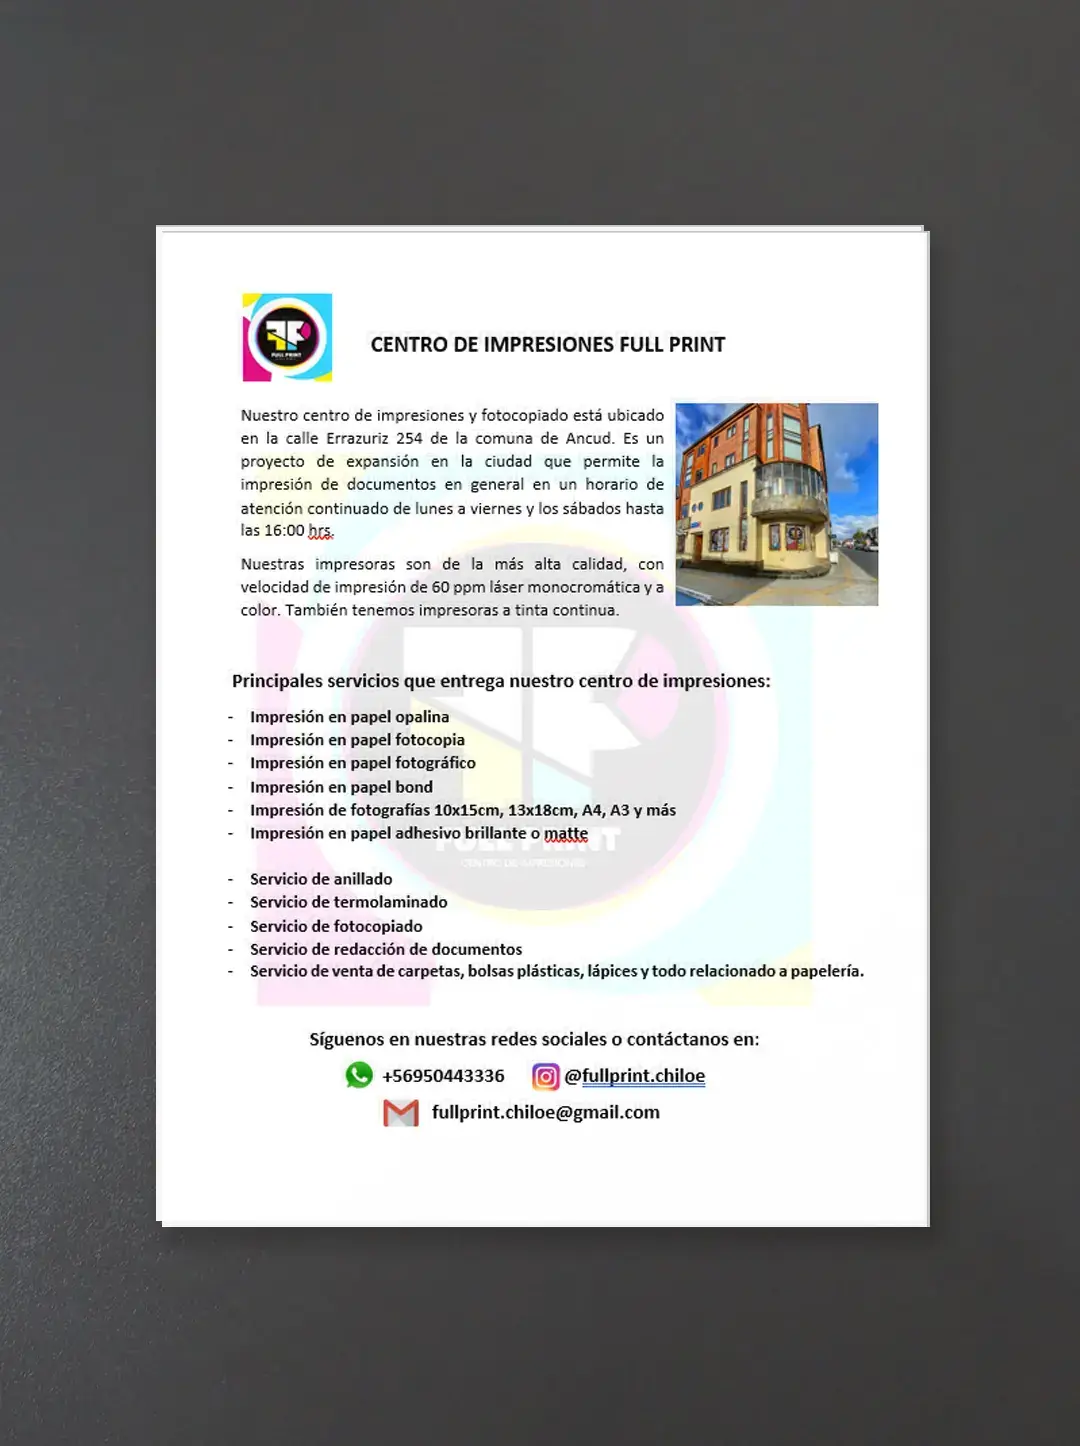 FULL PRINT
CENTRO DE IMPRESIONES FULL PRINT
Nuestro centro de impresiones y fotocopiado está ubicado
en la calle Errazuriz 254 de la comuna de Ancud. Es un
proyecto de expansión en la ciudad que permite la
impresión de documentos en general en un horario de
atención continuado de lunes a viernes y los sábados hasta
las 16:00 hrs.
Nuestras impresoras son de la más alta calidad, con
velocidad de impresión de 60 ppm láser monocromática y a
color. También tenemos impresoras a tinta continua.
Principales servicios que entrega nuestro centro de impresiones:
- Impresión en papel opalina
- Impresión en papel fotocopia
- Impresión en papel fotográfico
- Impresión en papel bond
- Impresión de fotografías 10x15cm, 13x18cm, A4, A3 y más
- Impresión en papel adhesivo brillante o matte
FULL PRINT
CENTRO DE IMPRESIONES
- Servicio de anillado
- Servicio de termolaminado
- Servicio de fotocopiado
- Servicio de redacción de documentos
- Servicio de venta de carpetas, bolsas plásticas, lápices y todo relacionado a papelería.
Síguenos en nuestras redes sociales o contáctanos en:
+56950443336 @fullprint.chiloe
fullprint.chiloe@gmail.com